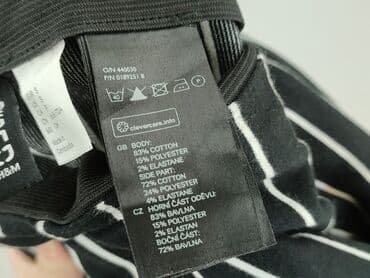 O/N 440030
P/N 0189251 8
40
P
clevercare.info
GB BODY:
83% COTTON
15% POLYESTER
2% ELASTANE
SIDE PART:
72% COTTON
24% POLYESTER
4% ELASTANE
CZ HORNÍ ČÁST ODĚVU:
83% BAVLNA
15% POLYESTER
2% ELASTAN
BOČNÍ ČÁST:
72% BAVLNA
H&M